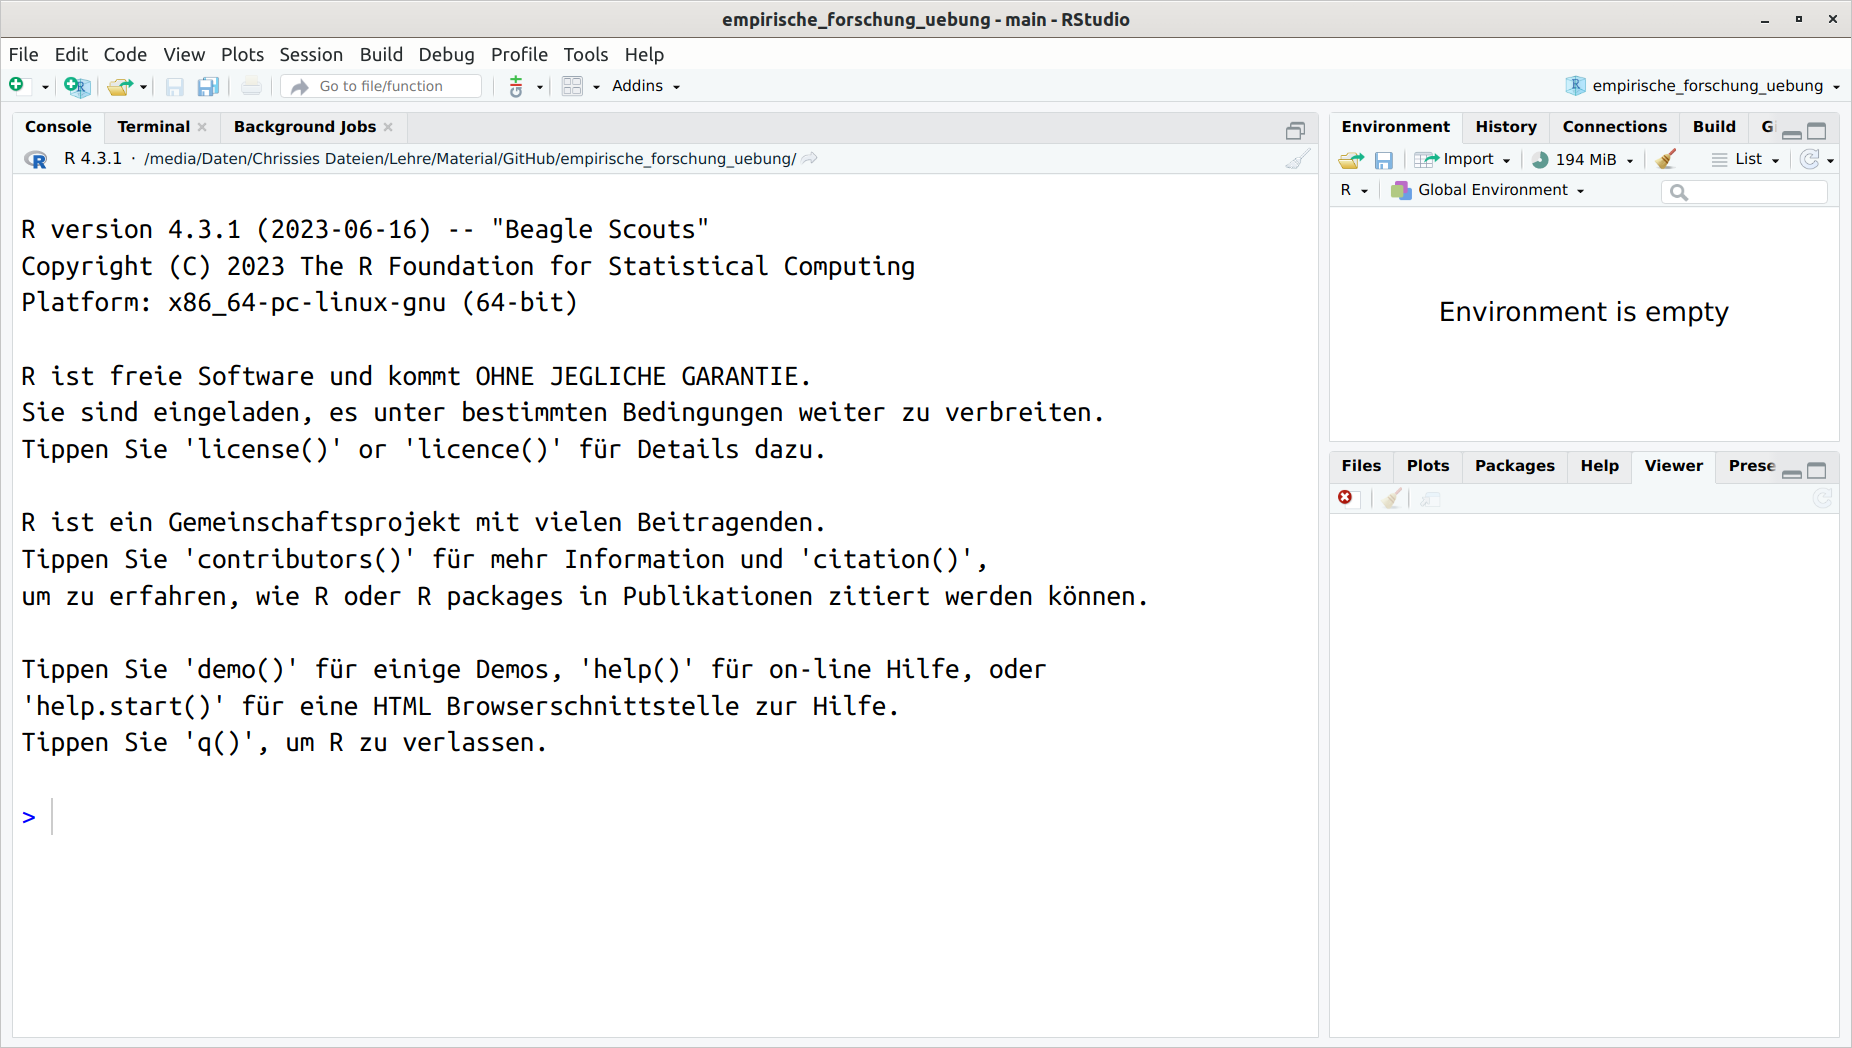 empirische_forschung_uebung - main - RStudio
File Edit Code View Plots Session Build Debug Profile Tools Help
Go to file/function Addins empirische_forschung_uebung
Console Terminal Background Jobs
R 4.3.1 · /media/Daten/Chrissies Dateien/Lehre/Material/GitHub/empirische_forschung_uebung/
R version 4.3.1 (2023-06-16) -- "Beagle Scouts"
Copyright (C) 2023 The R Foundation for Statistical Computing
Platform: x86_64-pc-linux-gnu (64-bit)
R ist freie Software und kommt OHNE JEGLICHE GARANTIE.
Sie sind eingeladen, es unter bestimmten Bedingungen weiter zu verbreiten.
Tippen Sie 'license()' or 'licence()' für Details dazu.
R ist ein Gemeinschaftsprojekt mit vielen Beitragenden.
Tippen Sie 'contributors()' für mehr Information und 'citation()',
um zu erfahren, wie R oder R packages in Publikationen zitiert werden können.
Tippen Sie 'demo()' für einige Demos, 'help()' für on-line Hilfe, oder
'help.start()' für eine HTML Browserschnittstelle zur Hilfe.
Tippen Sie 'q()', um R zu verlassen.
>
Environment History Connections Build
Import 194 MiB List
R Global Environment
Environment is empty
Files Plots Packages Help Viewer Prese